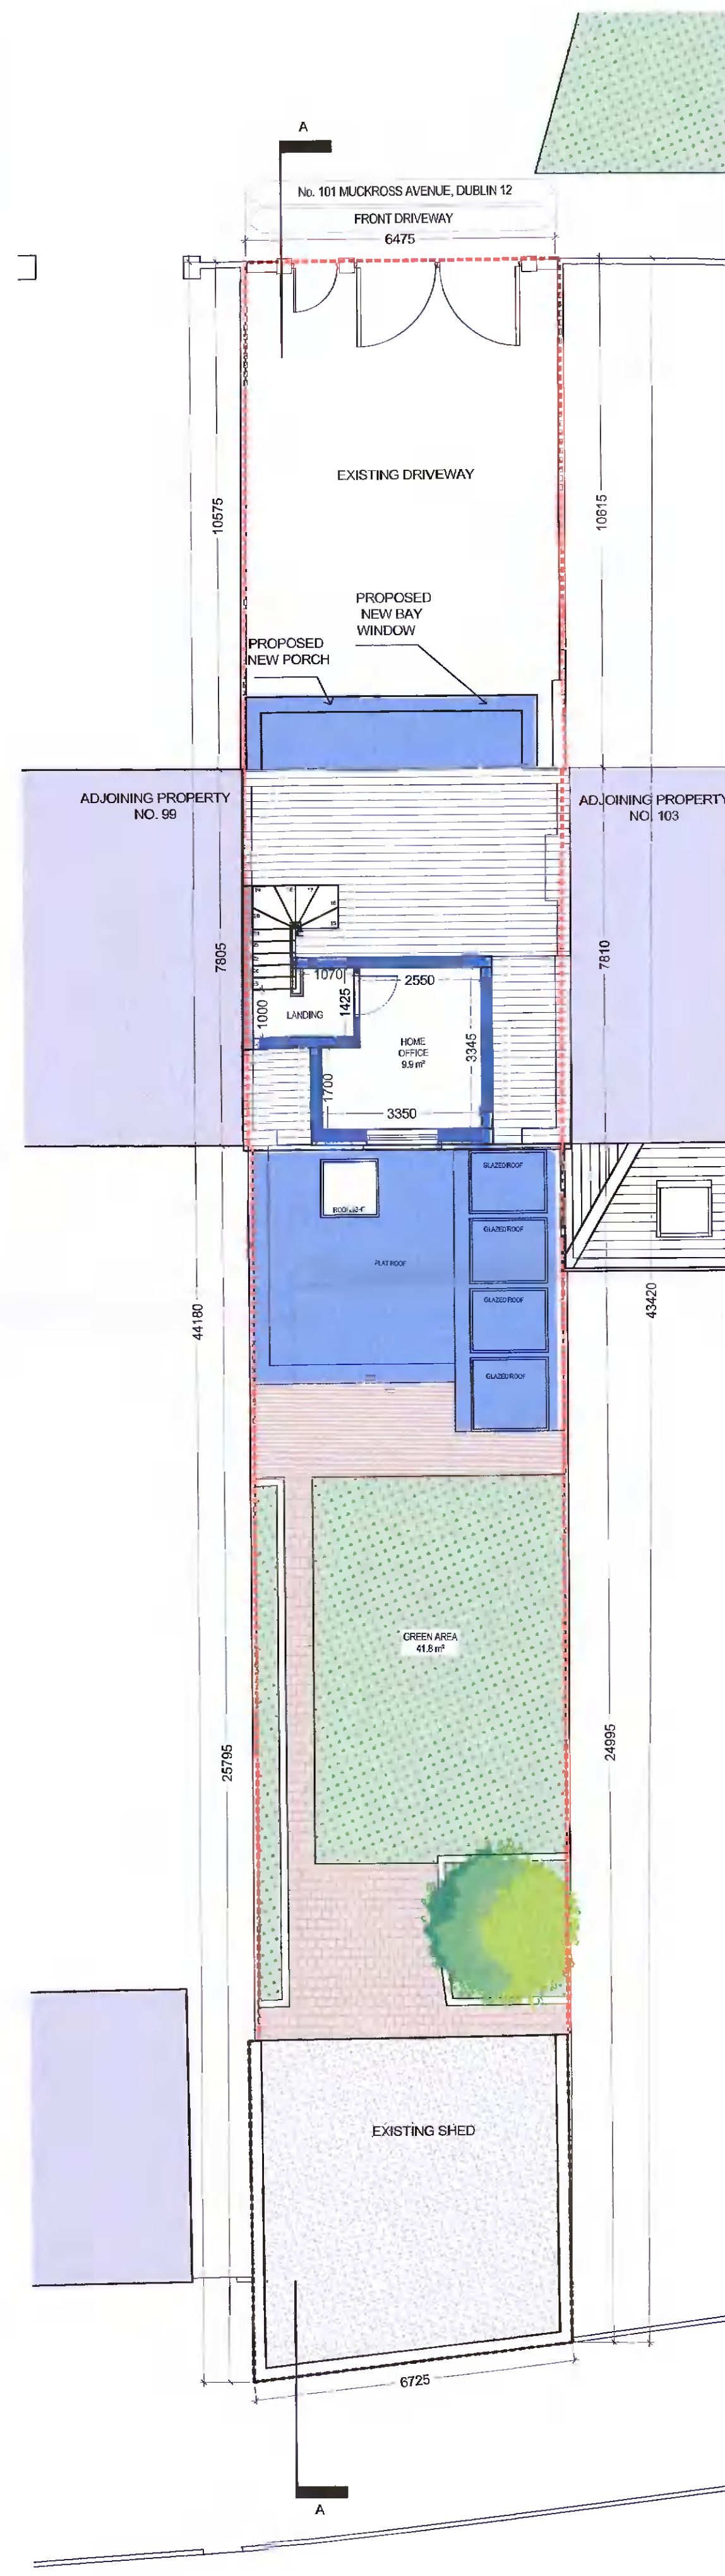 A
No. 101 MUCKROSS AVENUE, DUBLIN 12
FRONT DRIVEWAY
6475
EXISTING DRIVEWAY
10575
10615
PROPOSED
NEW BAY
WINDOW
PROPOSED
NEW PORCH
ADJOINING PROPERTY
NO. 99
ADJOINING PROPERTY
NO. 103
7805
7810
1070
2550
1000
1425
LANDING
HOME
OFFICE
9.9 m²
3345
1700
3350
GLAZED ROOF
ROOFLIGHT
GLAZED ROOF
FLAT ROOF
GLAZED ROOF
GLAZED ROOF
44180
43420
GREEN AREA
41.8 m²
25795
24995
EXISTING SHED
6725
A